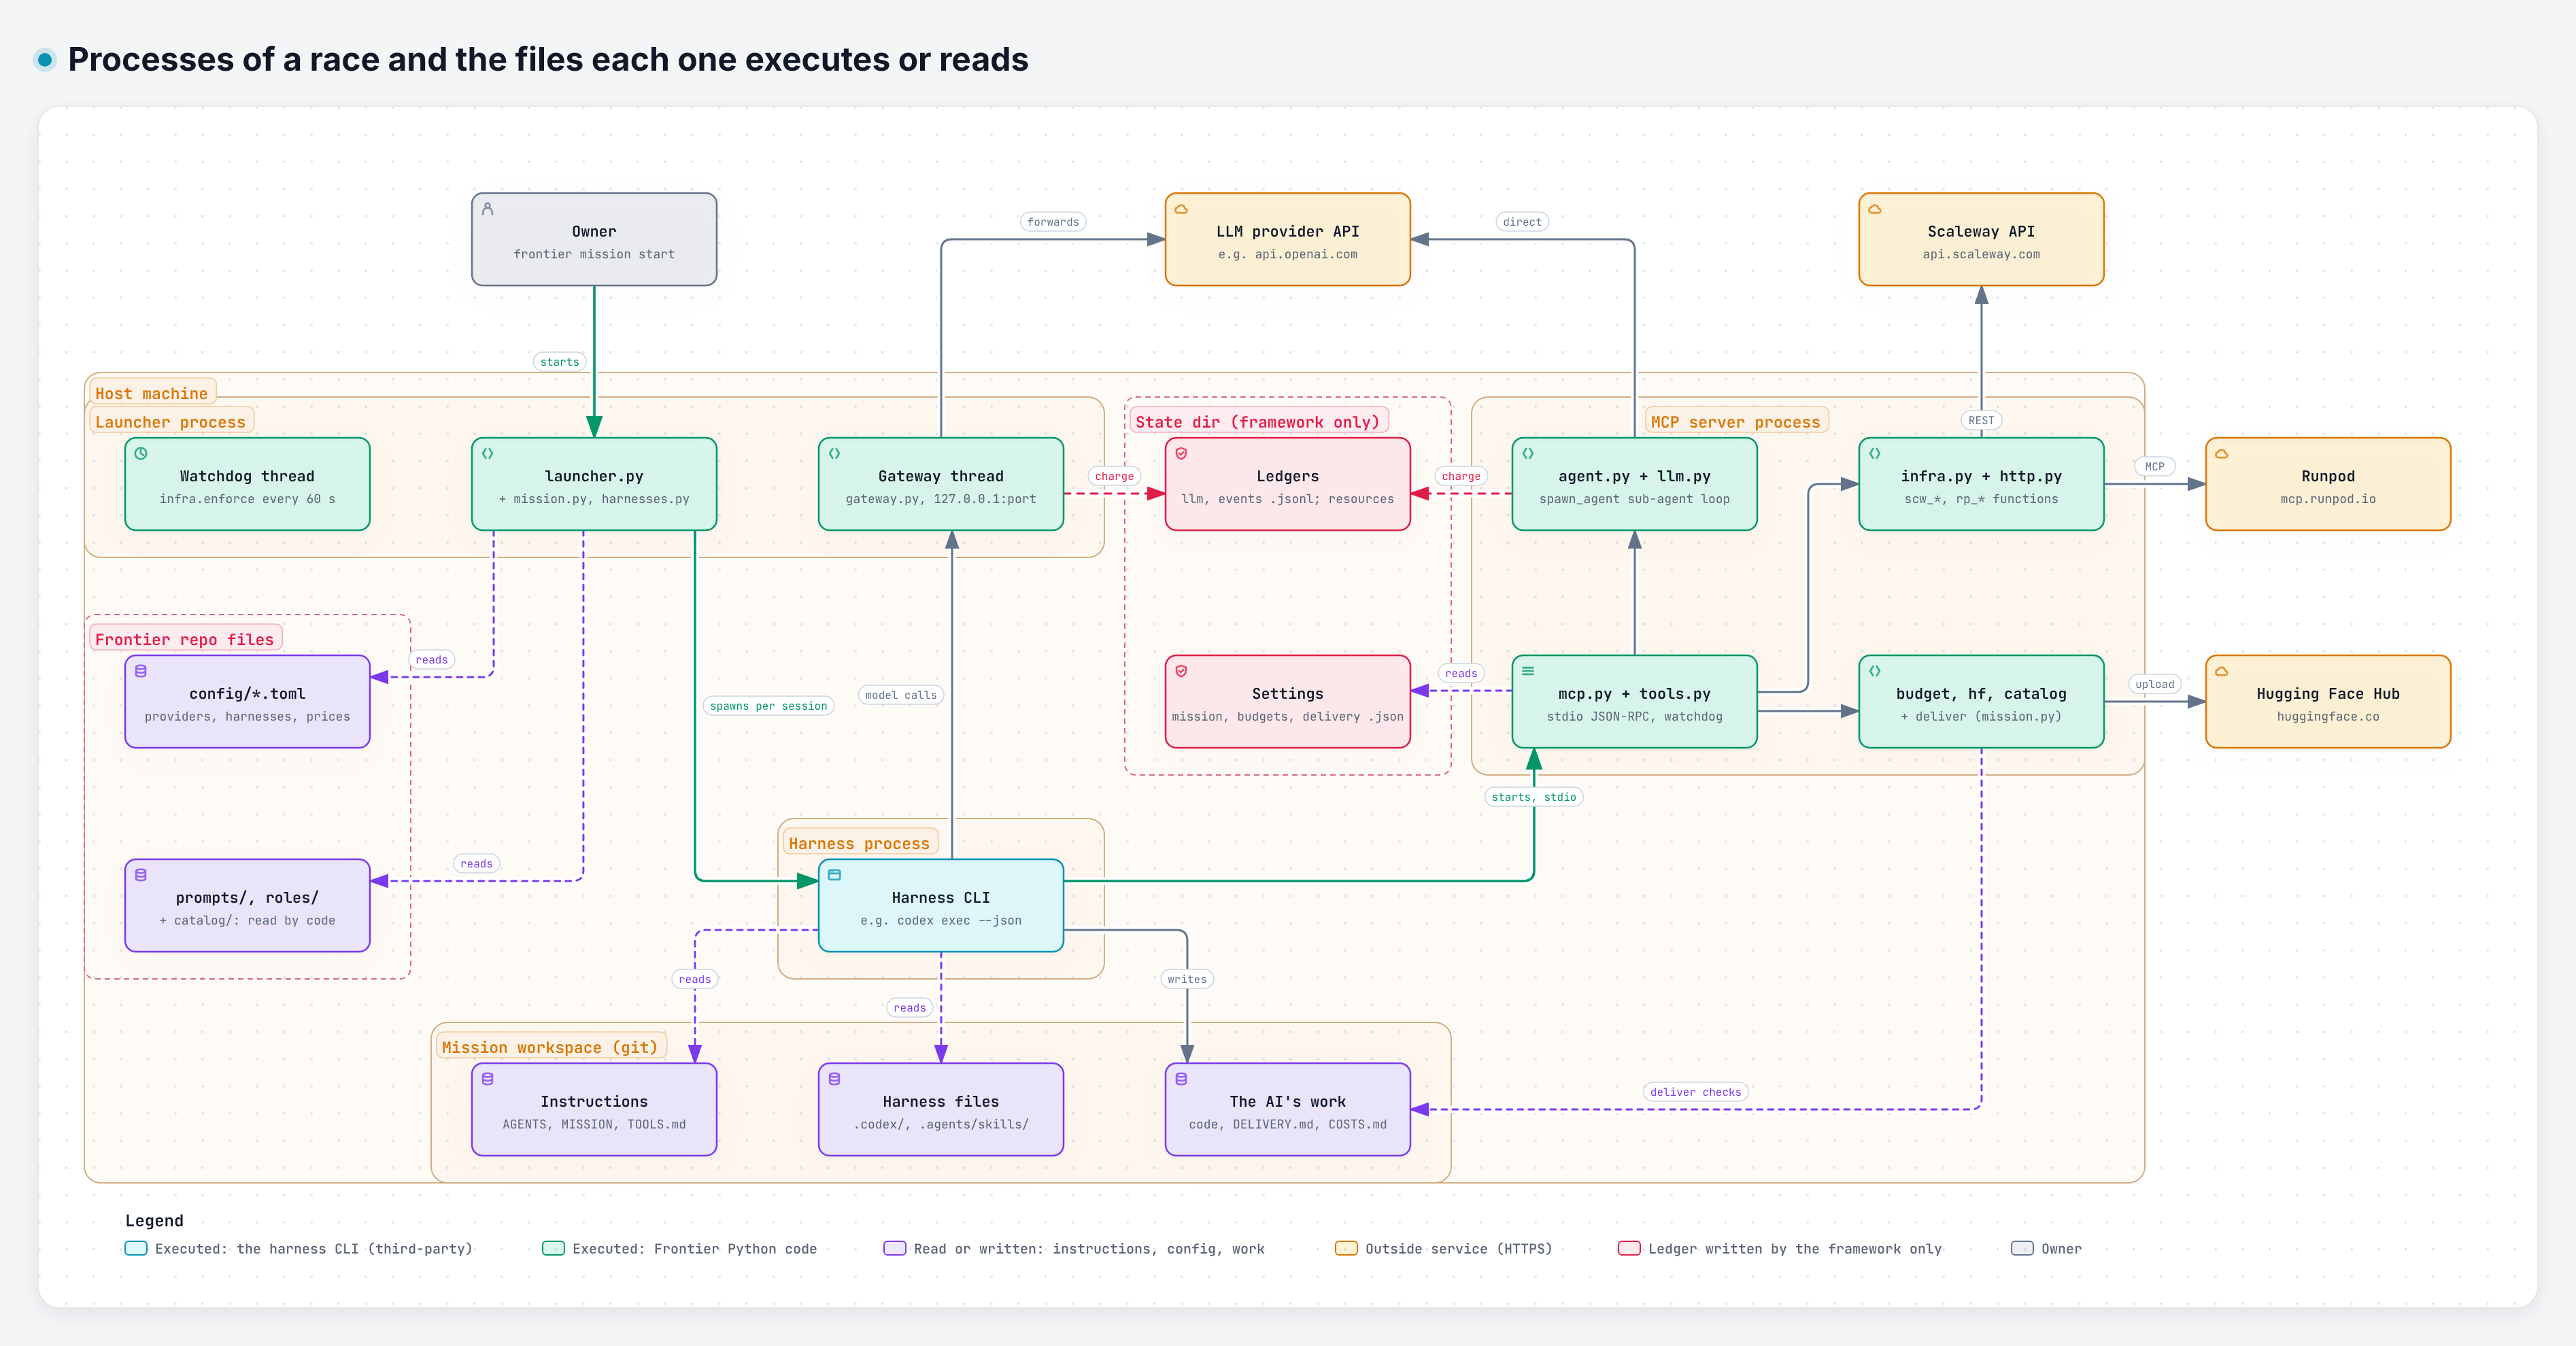 Processes of a race and the files each one executes or reads
Owner
frontier mission start
forwards
LLM provider API
e.g. api.openai.com
direct
Scaleway API
api.scaleway.com
starts
Host machine
Launcher process
State dir (framework only)
MCP server process
REST
Watchdog thread
infra.enforce every 60 s
launcher.py
+ mission.py, harnesses.py
Gateway thread
gateway.py, 127.0.0.1:port
charge
Ledgers
llm, events .jsonl; resources
charge
agent.py + llm.py
spawn_agent sub-agent loop
infra.py + http.py
scw_*, rp_* functions
MCP
Runpod
mcp.runpod.io
Frontier repo files
config/*.toml
providers, harnesses, prices
reads
spawns per session
model calls
Settings
mission, budgets, delivery .json
reads
mcp.py + tools.py
stdio JSON-RPC, watchdog
budget, hf, catalog
+ deliver (mission.py)
upload
Hugging Face Hub
huggingface.co
starts, stdio
prompts/, roles/
+ catalog/: read by code
reads
Harness process
Harness CLI
e.g. codex exec --json
reads
reads
writes
Mission workspace (git)
Instructions
AGENTS, MISSION, TOOLS.md
Harness files
.codex/, .agents/skills/
The AI's work
code, DELIVERY.md, COSTS.md
deliver checks
Legend
Executed: the harness CLI (third-party)
Executed: Frontier Python code
Read or written: instructions, config, work
Outside service (HTTPS)
Ledger written by the framework only
Owner